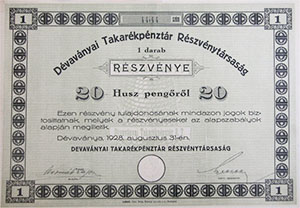 1 1
Dévaványai Takarékpénztár Részvénytársaság
1 darab
RÉSZVÉNYE
20 Husz pengőről 20
Ezen részvény tulajdonosának mindazon jogok biz-
tosittatnak, melyek a részvényeseket az alapszabályok
alapján megilletik.
Dévaványa, 1928. augusztus 31-én.
DÉVAVÁNYAI TAKARÉKPÉNZTÁR RÉSZVÉNYTÁRSASÁG
1 1